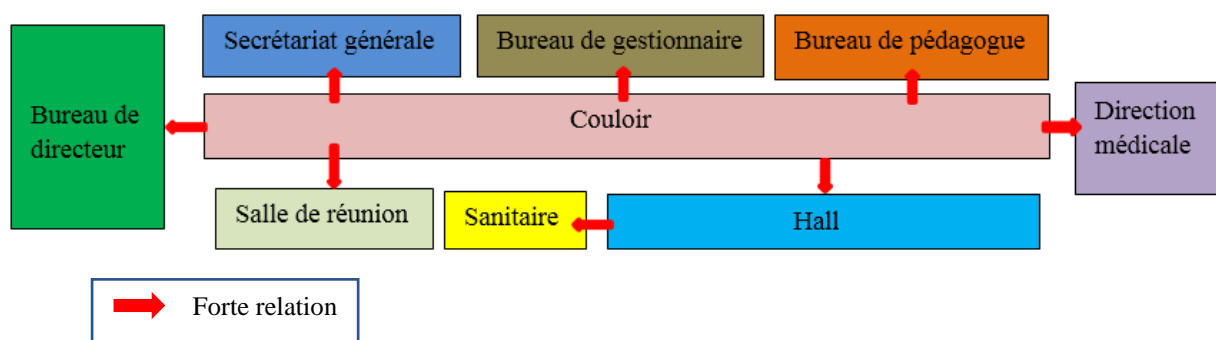 Secrétariat générale
Bureau de gestionnaire
Bureau de pédagogue
Bureau de
directeur
Couloir
Direction
médicale
Salle de réunion
Sanitaire
Hall
Forte relation